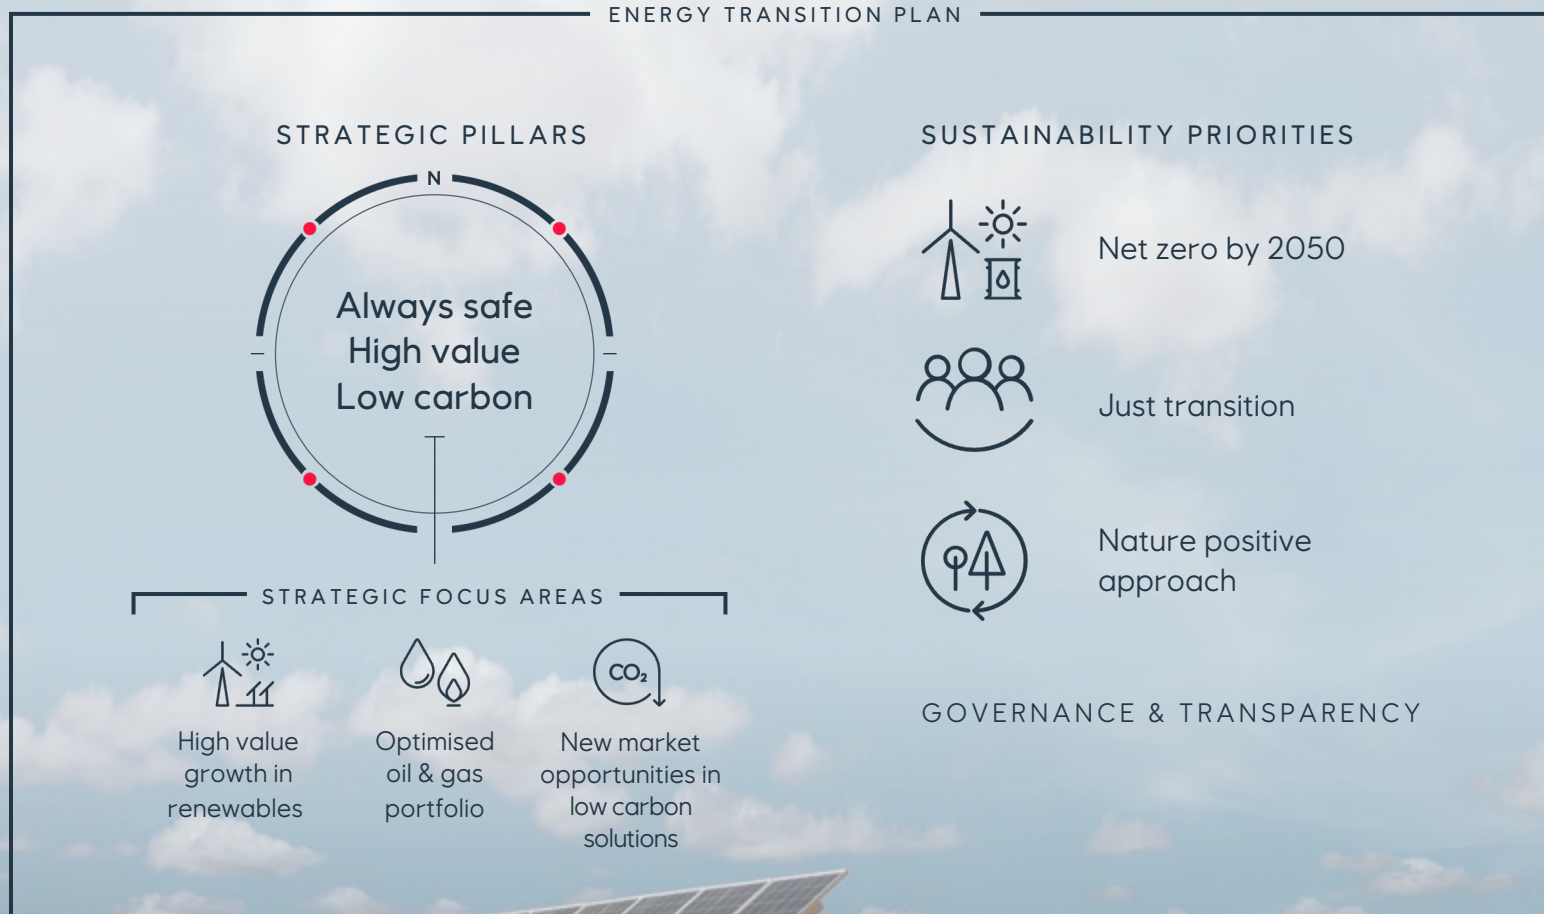 ENERGY TRANSITION PLAN
STRATEGIC PILLARS
N
Always safe
High value
Low carbon
STRATEGIC FOCUS AREAS
High value
growth in
renewables
Optimised
oil & gas
portfolio
CO₂
New market
opportunities in
low carbon
solutions
SUSTAINABILITY PRIORITIES
Net zero by 2050
Just transition
Nature positive
approach
GOVERNANCE & TRANSPARENCY